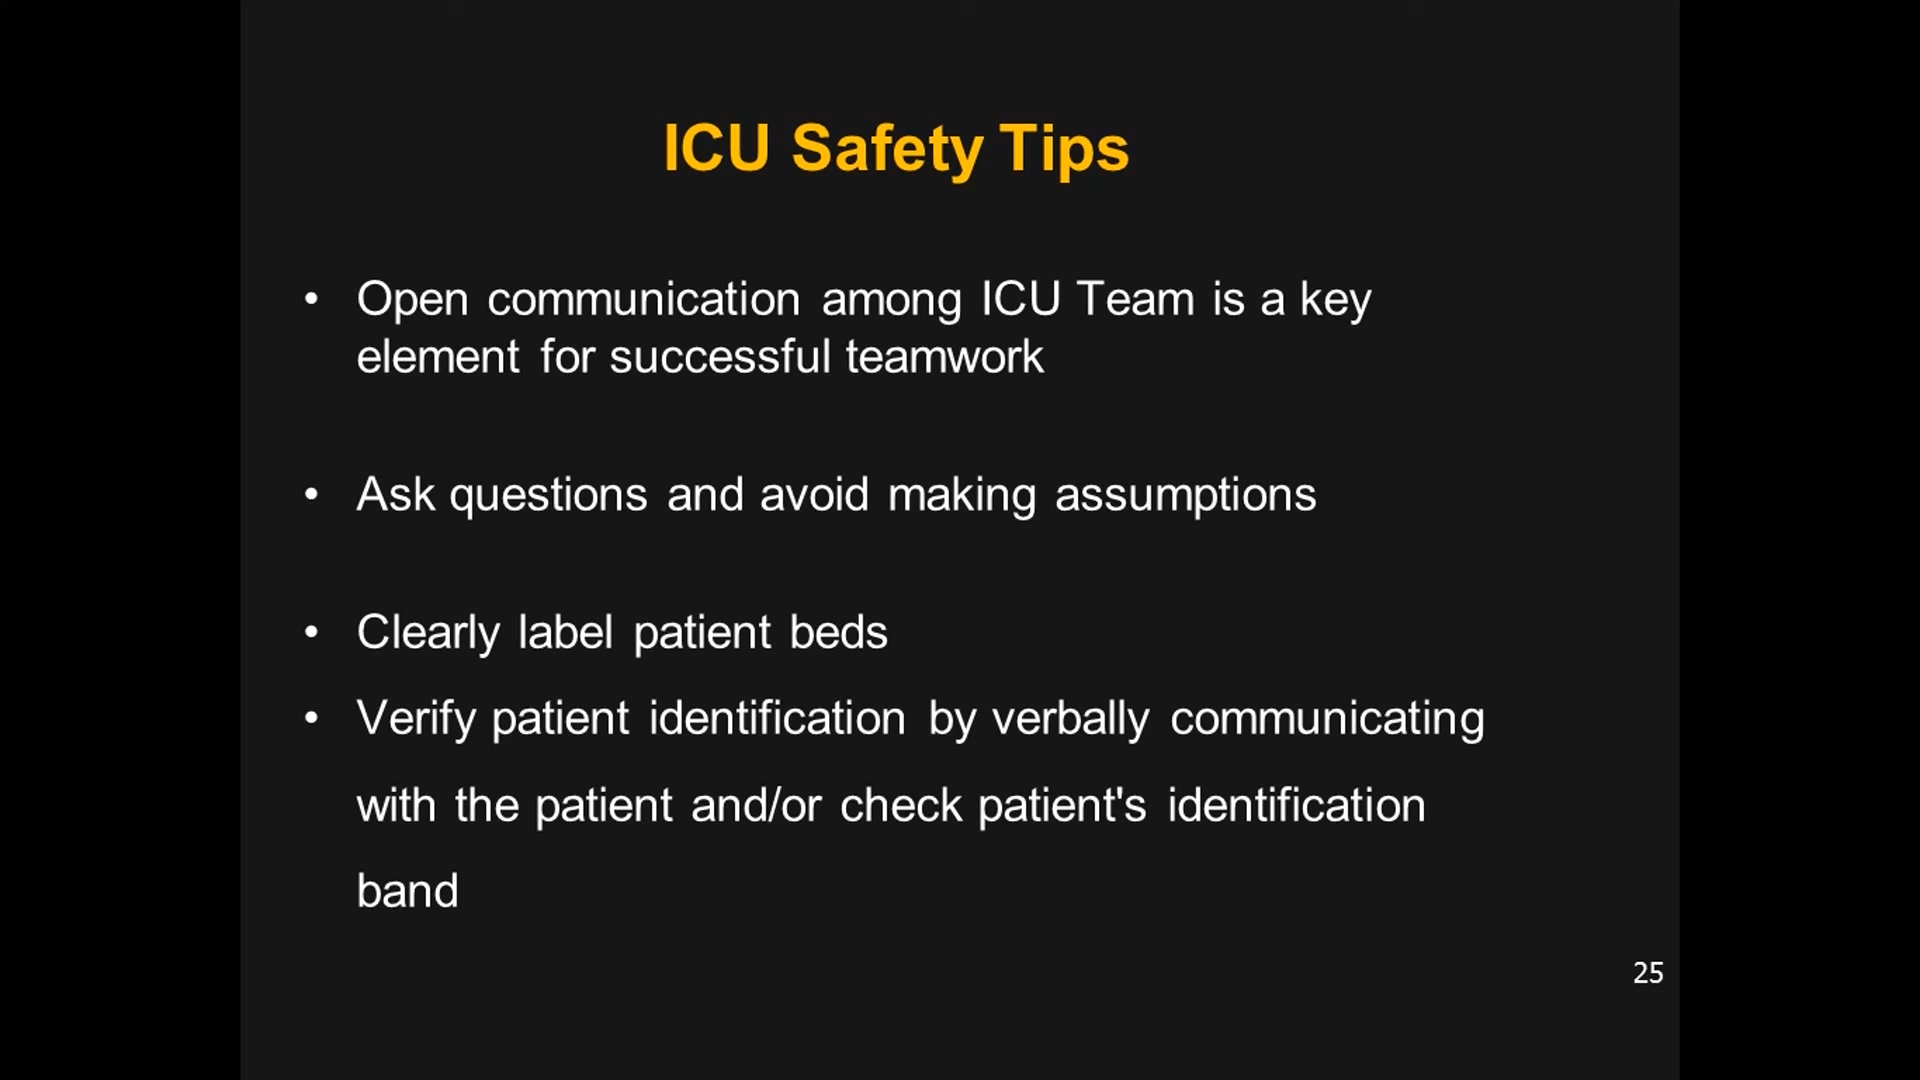 ICU Safety Tips
• Open communication among ICU Team is a key
element for successful teamwork
• Ask questions and avoid making assumptions
• Clearly label patient beds
• Verify patient identification by verbally communicating
with the patient and/or check patient's identification
band
25